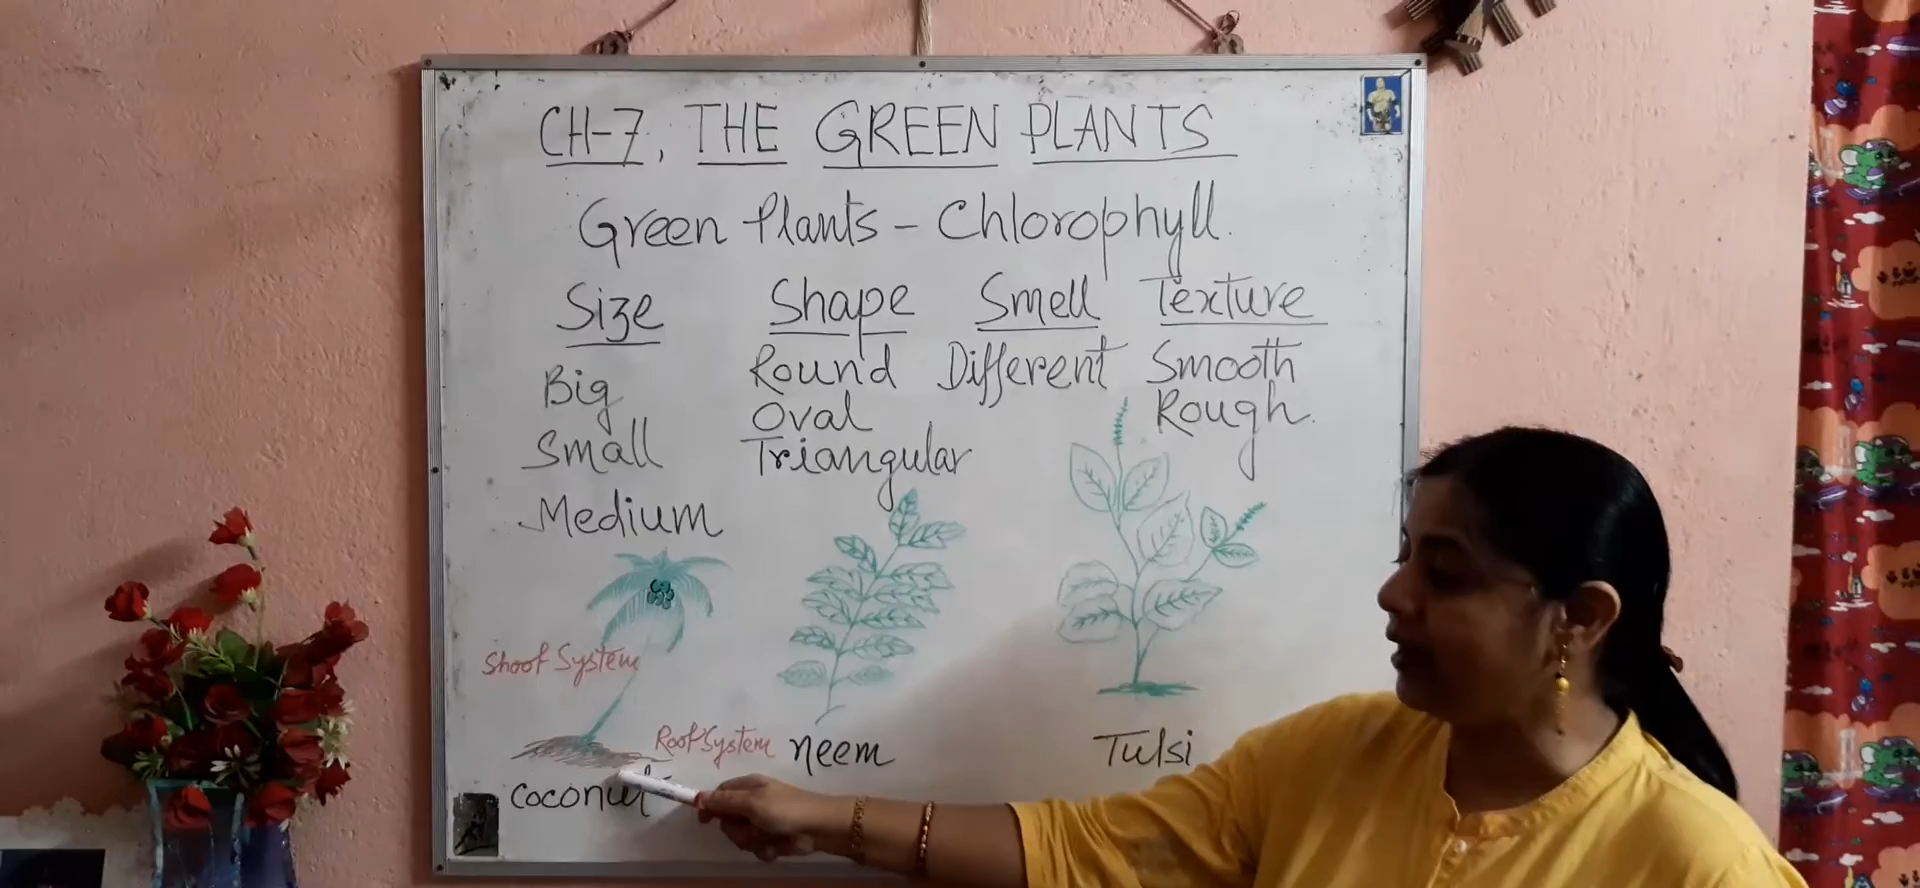 CH-7, THE GREEN PLANTS
Green Plants - Chlorophyll.
Size Shape Smell Texture
Big Round Different Smooth
Small Oval Rough.
Medium Triangular
Shoot System
Root System
Coconut neem Tulsi